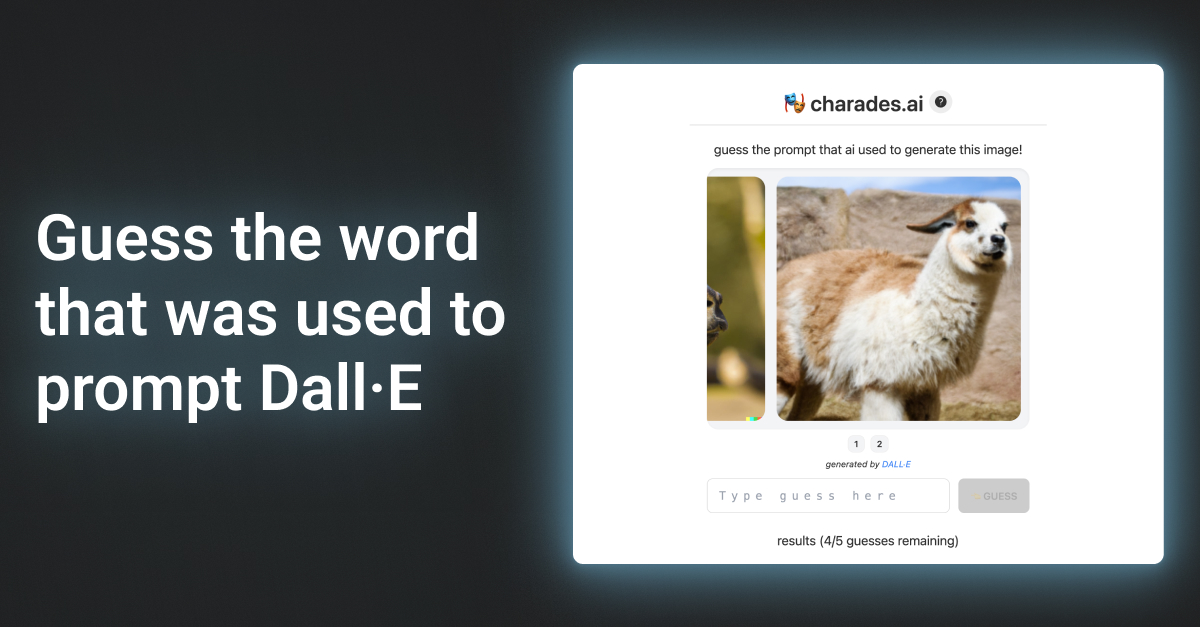 Guess the word
that was used to
prompt Dall·E
charades.ai ?
guess the prompt that ai used to generate this image!
1 2
generated by DALL·E
Type guess here
GUESS
results (4/5 guesses remaining)